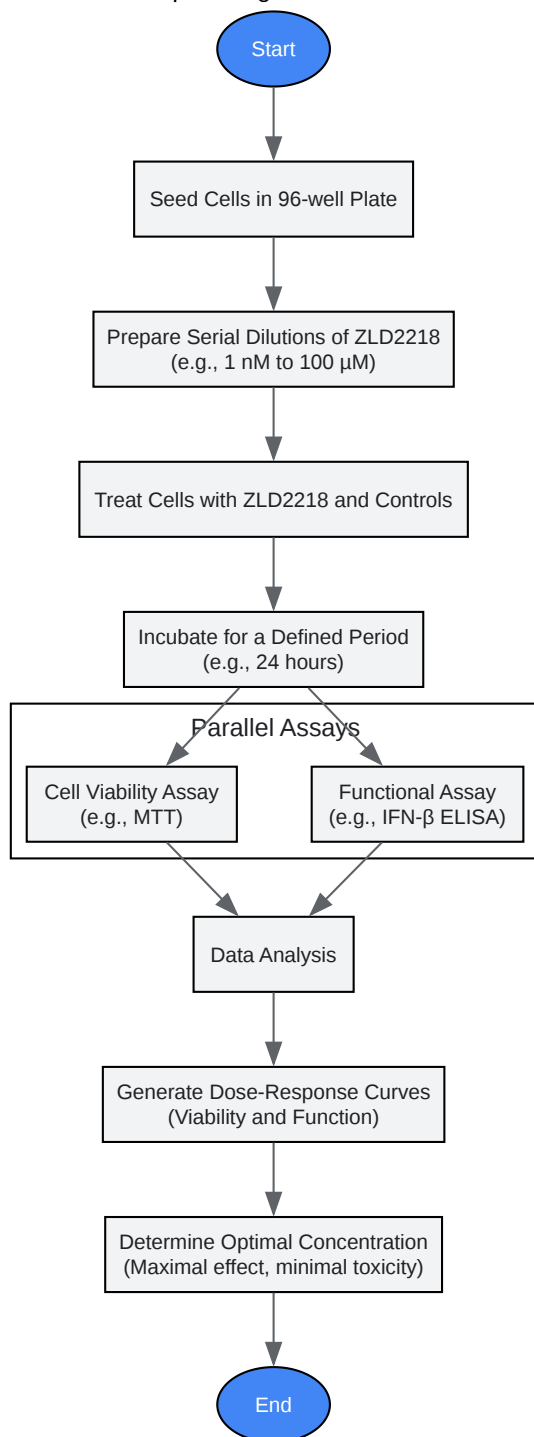 Start
Seed Cells in 96-well Plate
Prepare Serial Dilutions of ZLD2218
(e.g., 1 nM to 100 µM)
Treat Cells with ZLD2218 and Controls
Incubate for a Defined Period
(e.g., 24 hours)
Parallel Assays
Cell Viability Assay
(e.g., MTT)
Functional Assay
(e.g., IFN-β ELISA)
Data Analysis
Generate Dose-Response Curves
(Viability and Function)
Determine Optimal Concentration
(Maximal effect, minimal toxicity)
End